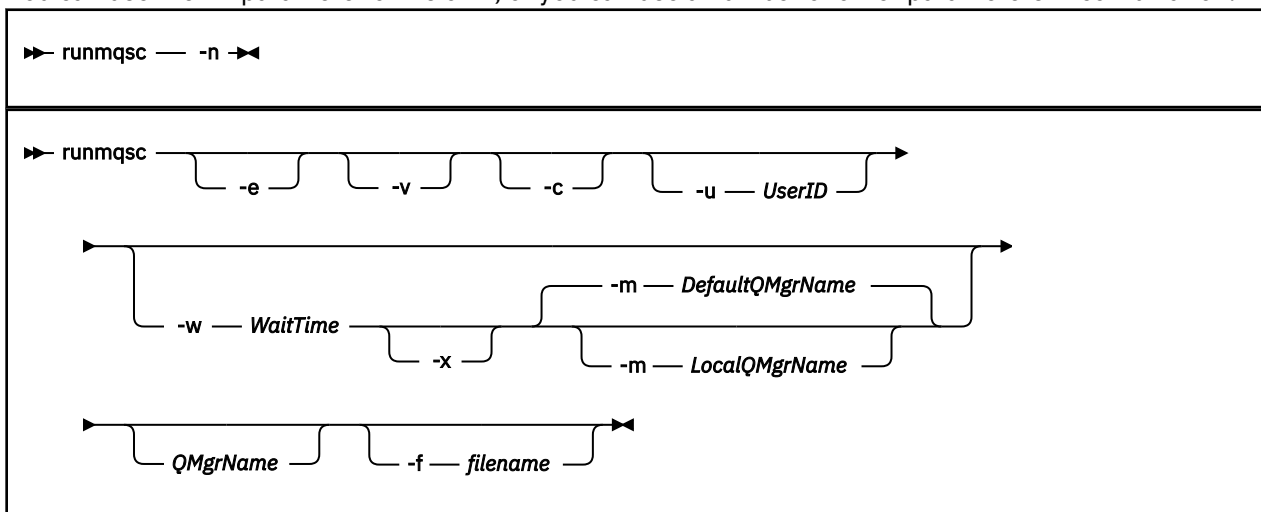 runmqsc -n
runmqsc
-e -v -c -u UserID
-m DefaultQMgrName
-w WaitTime
-x -m LocalQMgrName
QMgrName -f filename